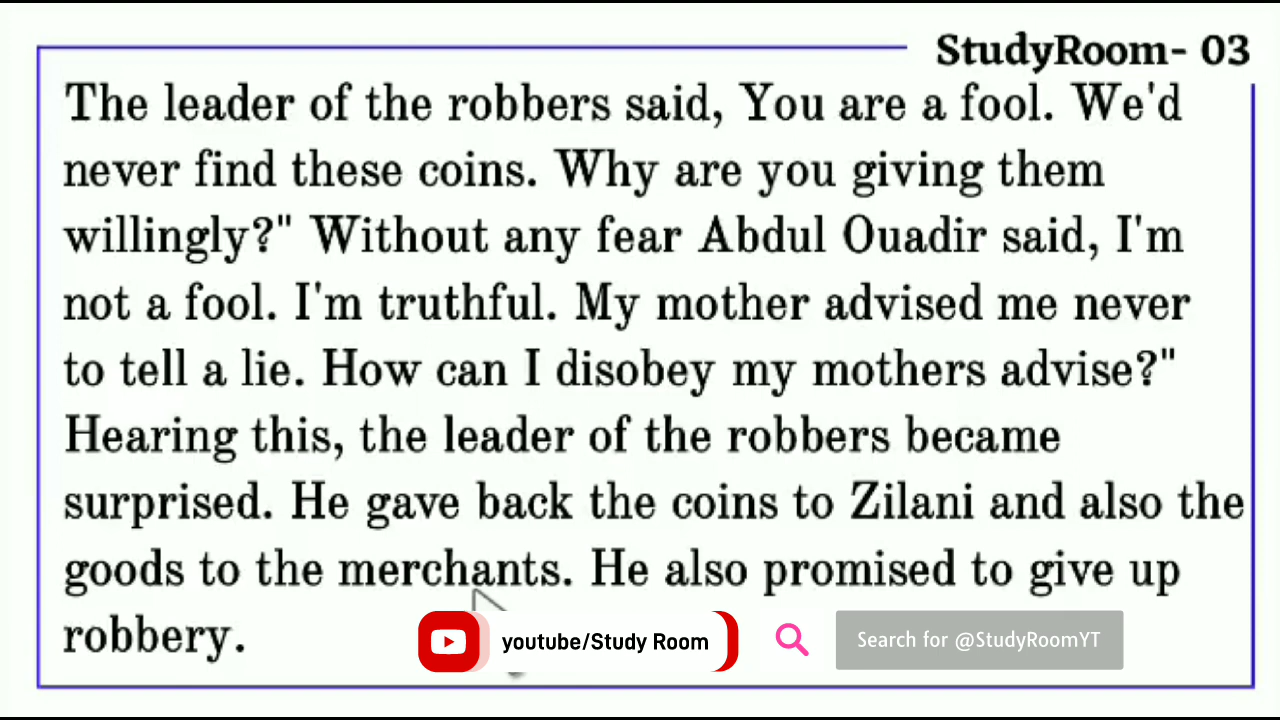 StudyRoom- 03
The leader of the robbers said, You are a fool. We'd
never find these coins. Why are you giving them
willingly?" Without any fear Abdul Ouadir said, I'm
not a fool. I'm truthful. My mother advised me never
to tell a lie. How can I disobey my mothers advise?"
Hearing this, the leader of the robbers became
surprised. He gave back the coins to Zilani and also the
goods to the merchants. He also promised to give up
robbery.
youtube/Study Room
Search for @StudyRoomYT